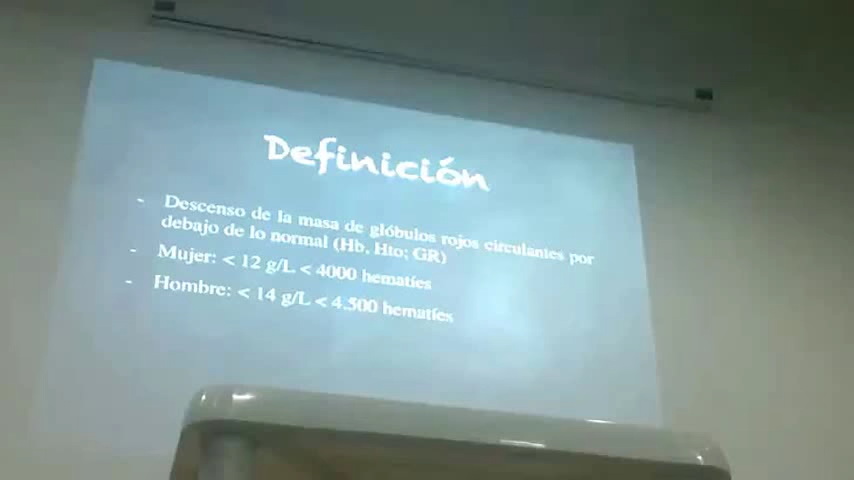 Definición
- Descenso de la masa de glóbulos rojos circulantes por
debajo de lo normal (Hb, Hto; GR)
- Mujer: < 12 g/L < 4000 hematíes
- Hombre: < 14 g/L < 4.500 hematíes